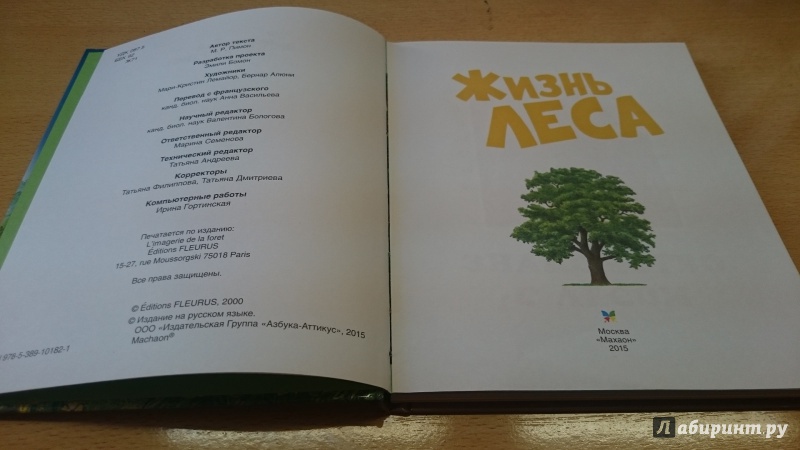 Автор текста
М. Р. Пимон
Разработка проекта
Эмили Бомон
Художники
Мари-Кристин Лемайор, Бернар Алюни
Перевод с французского
канд. биол. наук Анна Васильева
Научный редактор
канд. биол. наук Валентина Бологова
Ответственный редактор
Марина Семенова
Технический редактор
Татьяна Андреева
Корректоры
Татьяна Филиппова, Татьяна Дмитриева
Компьютерные работы
Ирина Гортинская
Печатается по изданию:
L'imagerie de la foret
Éditions FLEURUS
15-27, rue Moussorgski 75018 Paris
Все права защищены.
© Éditions FLEURUS, 2000
© Издание на русском языке.
ООО «Издательская Группа «Азбука-Аттикус», 2015
Machaon®
978-5-389-10182-1
ЖИЗНЬ
ЛЕСА
Москва
«Махаон»
2015
Лабиринт.ру